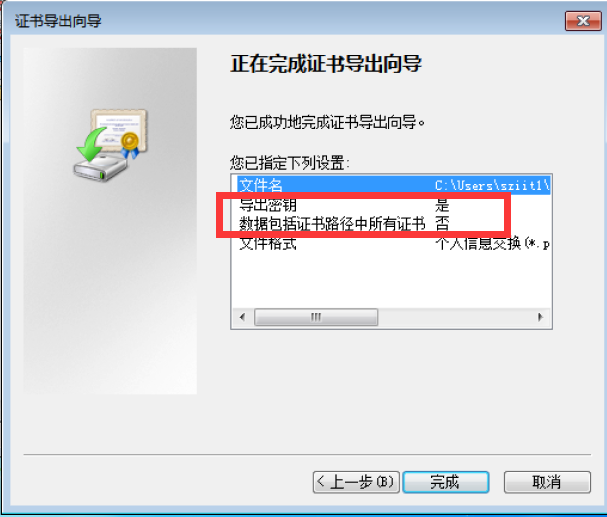 证书导出向导
正在完成证书导出向导
您已成功地完成证书导出向导。
您已指定下列设置:
文件名 C:\Users\sziit1\
导出密钥 是
数据包括证书路径中所有证书 否
文件格式 个人信息交换(*.p
< 上一步(B) 完成 取消